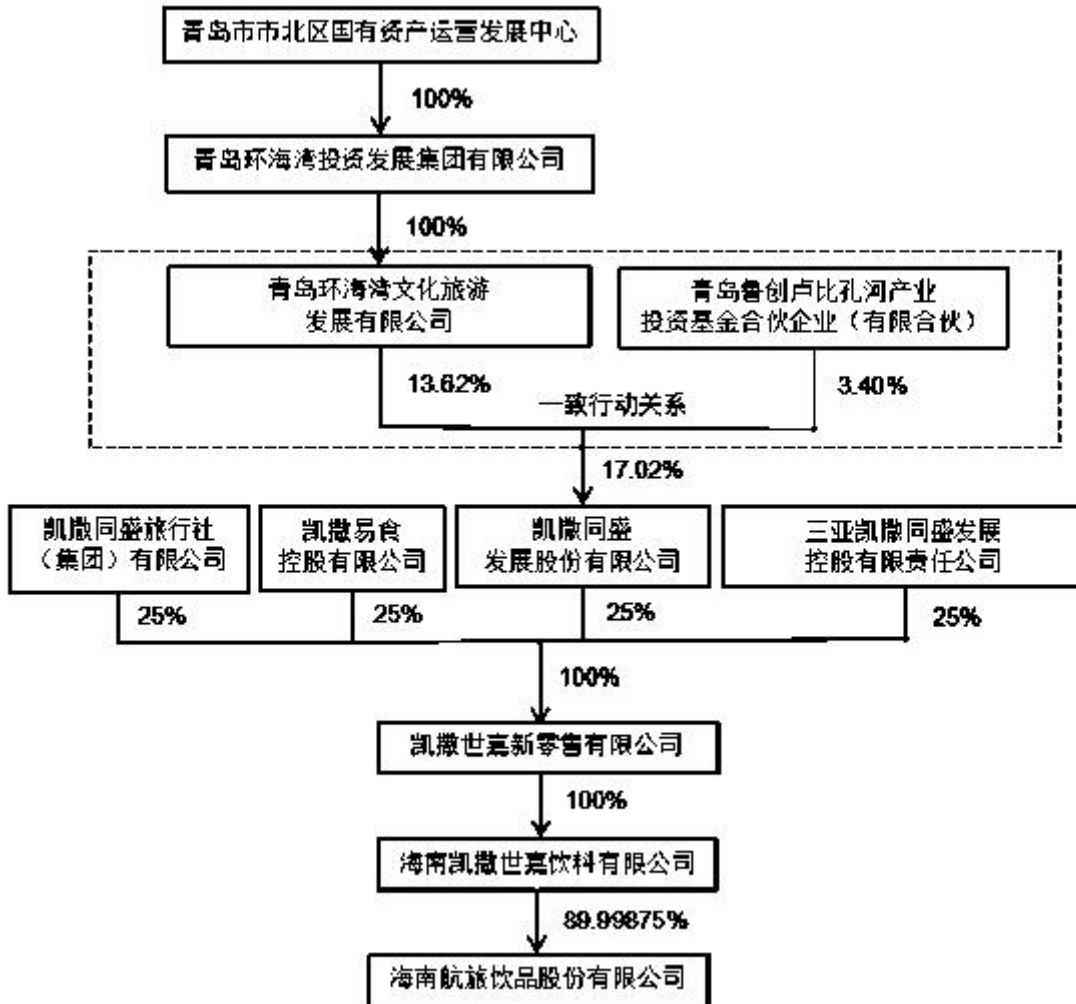 青岛市市北区国有资产运营发展中心
100%
青岛环海湾投资发展集团有限公司
100%
青岛环海湾文化旅游
发展有限公司
青岛鲁创卢比孔河产业
投资基金合伙企业（有限合伙）
13.62%
3.40%
一致行动关系
17.02%
凯撒同盛旅行社
（集团）有限公司
凯撒易食
控股有限公司
凯撒同盛
发展股份有限公司
三亚凯撒同盛发展
控股有限责任公司
25%
25%
25%
25%
100%
凯撒世嘉新零售有限公司
100%
海南凯撒世嘉饮料有限公司
89.99875%
海南航旅饮品股份有限公司